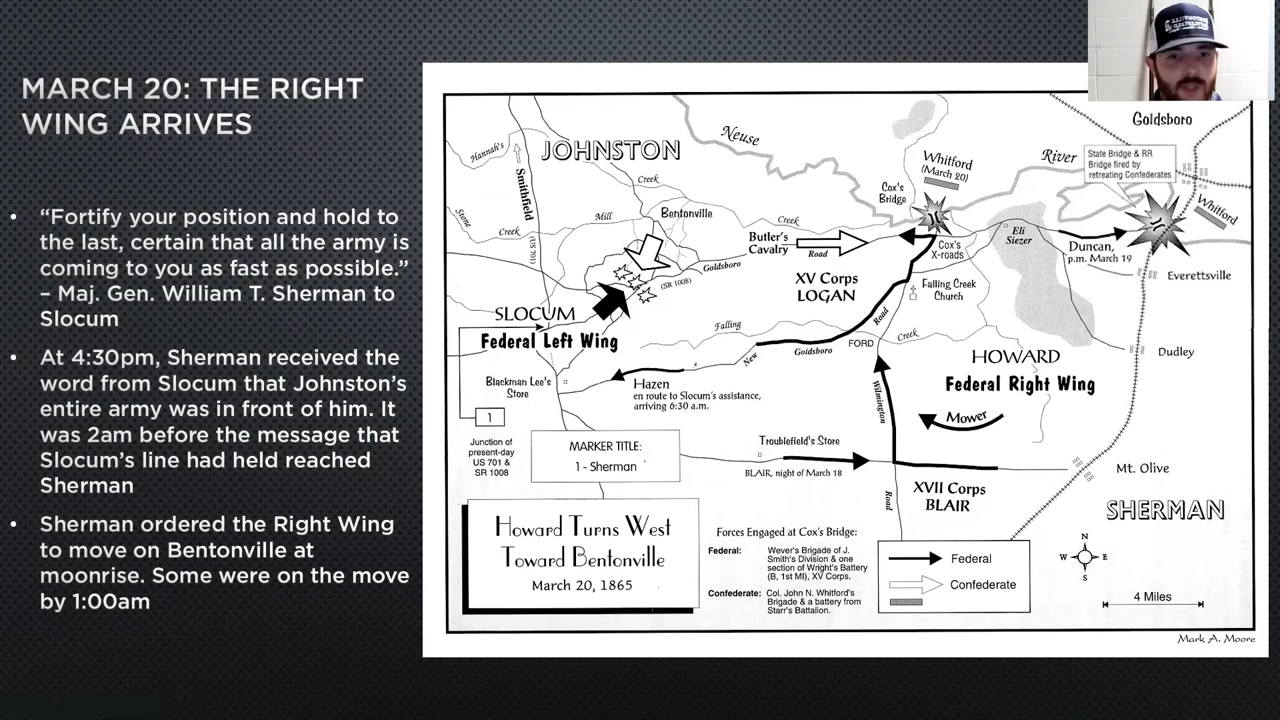 MARCH 20: THE RIGHT
WING ARRIVES
• “Fortify your position and hold to
the last, certain that all the army is
coming to you as fast as possible.”
– Maj. Gen. William T. Sherman to
Slocum
• At 4:30pm, Sherman received the
word from Slocum that Johnston’s
entire army was in front of him. It
was 2am before the message that
Slocum’s line had held reached
Sherman
• Sherman ordered the Right Wing
to move on Bentonville at
moonrise. Some were on the move
by 1:00am
Goldsboro
Neuse
River
State Bridge & RR
Bridge fired by
retreating Confederates
Hannah's
JOHNSTON
Whitford
(March 20)
Smithfield
Creek
Cox's
Bridge
Whitford
Stone
Creek
Mill
Bentonville
Creek
(US 701)
Butler's
Cavalry
Road
Eli
Siezer
Cox's
X-roads
Duncan,
p.m. March 19
Goldsboro
(SR 1008)
XV Corps
LOGAN
Falling Creek
Church
Everettsville
SLOCUM
Federal Left Wing
Falling
Road
Creek
New
Goldsboro
FORD
Dudley
HOWARD
Federal Right Wing
Blackman Lee's
Store
Hazen
en route to Slocum's assistance,
arriving 6:30 a.m.
Wilmington
Mower
1
Junction of
present-day
US 701 &
SR 1008
MARKER TITLE:
1 - Sherman
Troublefield's Store
BLAIR, night of March 18
Mt. Olive
XVII Corps
BLAIR
Road
SHERMAN
Howard Turns West
Toward Bentonville
March 20, 1865
Forces Engaged at Cox's Bridge:
Federal: Wever's Brigade of J.
Smith's Division & one
section of Wright's Battery
(B, 1st MI), XV Corps.
Confederate: Col. John N. Whitford's
Brigade & a battery from
Starr's Battalion.
Federal
Confederate
N
W E
S
4 Miles
Mark A. Moore